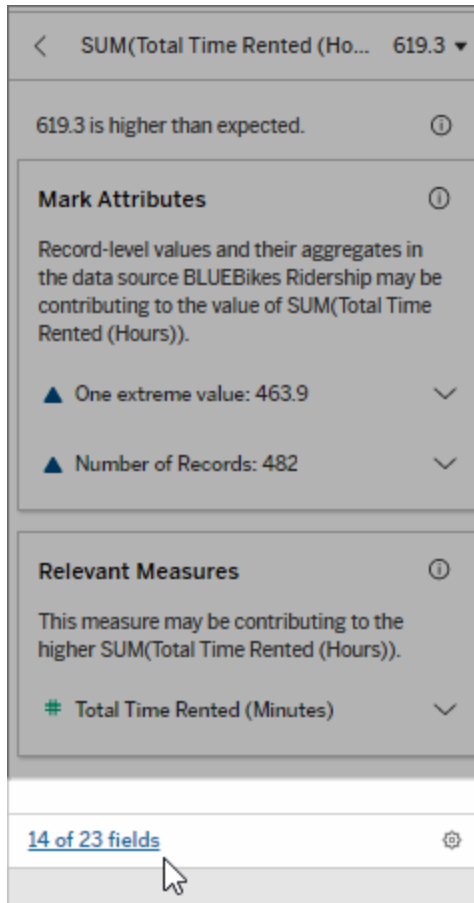 SUM(Total Time Rented (Ho... 619.3
619.3 is higher than expected.
Mark Attributes
Record-level values and their aggregates in
the data source BLUEBikes Ridership may be
contributing to the value of SUM(Total Time
Rented (Hours)).
One extreme value: 463.9
Number of Records: 482
Relevant Measures
This measure may be contributing to the
higher SUM(Total Time Rented (Hours)).
Total Time Rented (Minutes)
14 of 23 fields